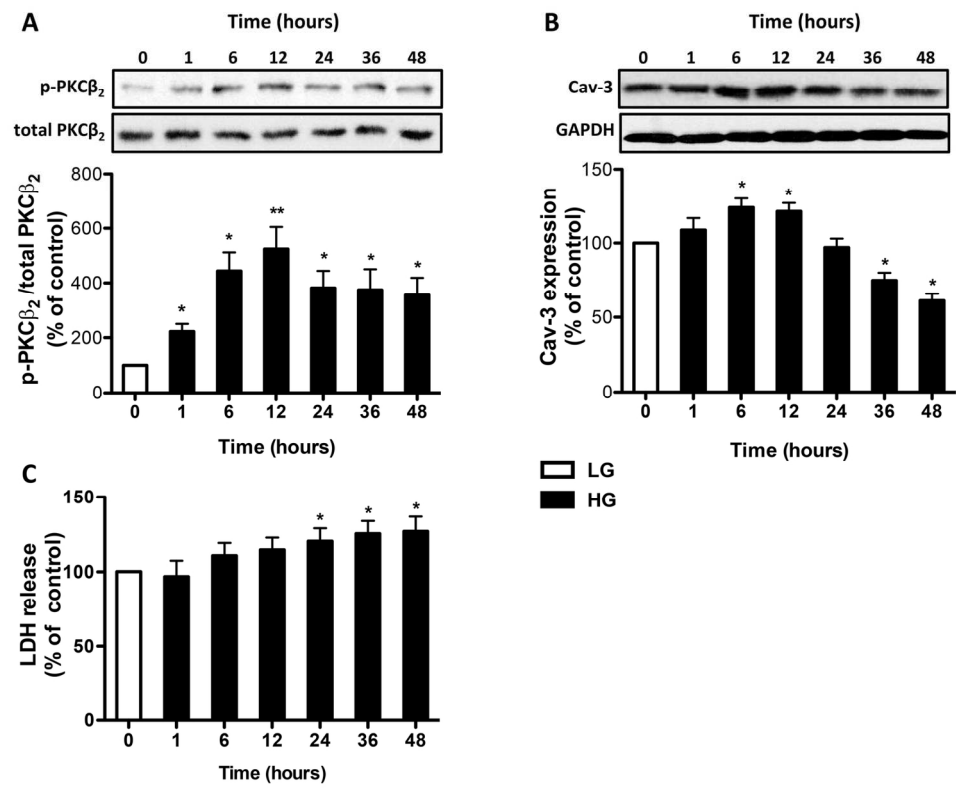 A
Time (hours)
0 1 6 12 24 36 48
p-PKCβ₂
total PKCβ₂
p-PKCβ₂/total PKCβ₂
(% of control)
800
600
400
200
0
* * ** * * *
0 1 6 12 24 36 48
Time (hours)
B
Time (hours)
0 1 6 12 24 36 48
Cav-3
GAPDH
Cav-3 expression
(% of control)
150
100
50
0
* * * *
0 1 6 12 24 36 48
Time (hours)
LG
HG
C
LDH release
(% of control)
150
100
50
0
* * *
0 1 6 12 24 36 48
Time (hours)